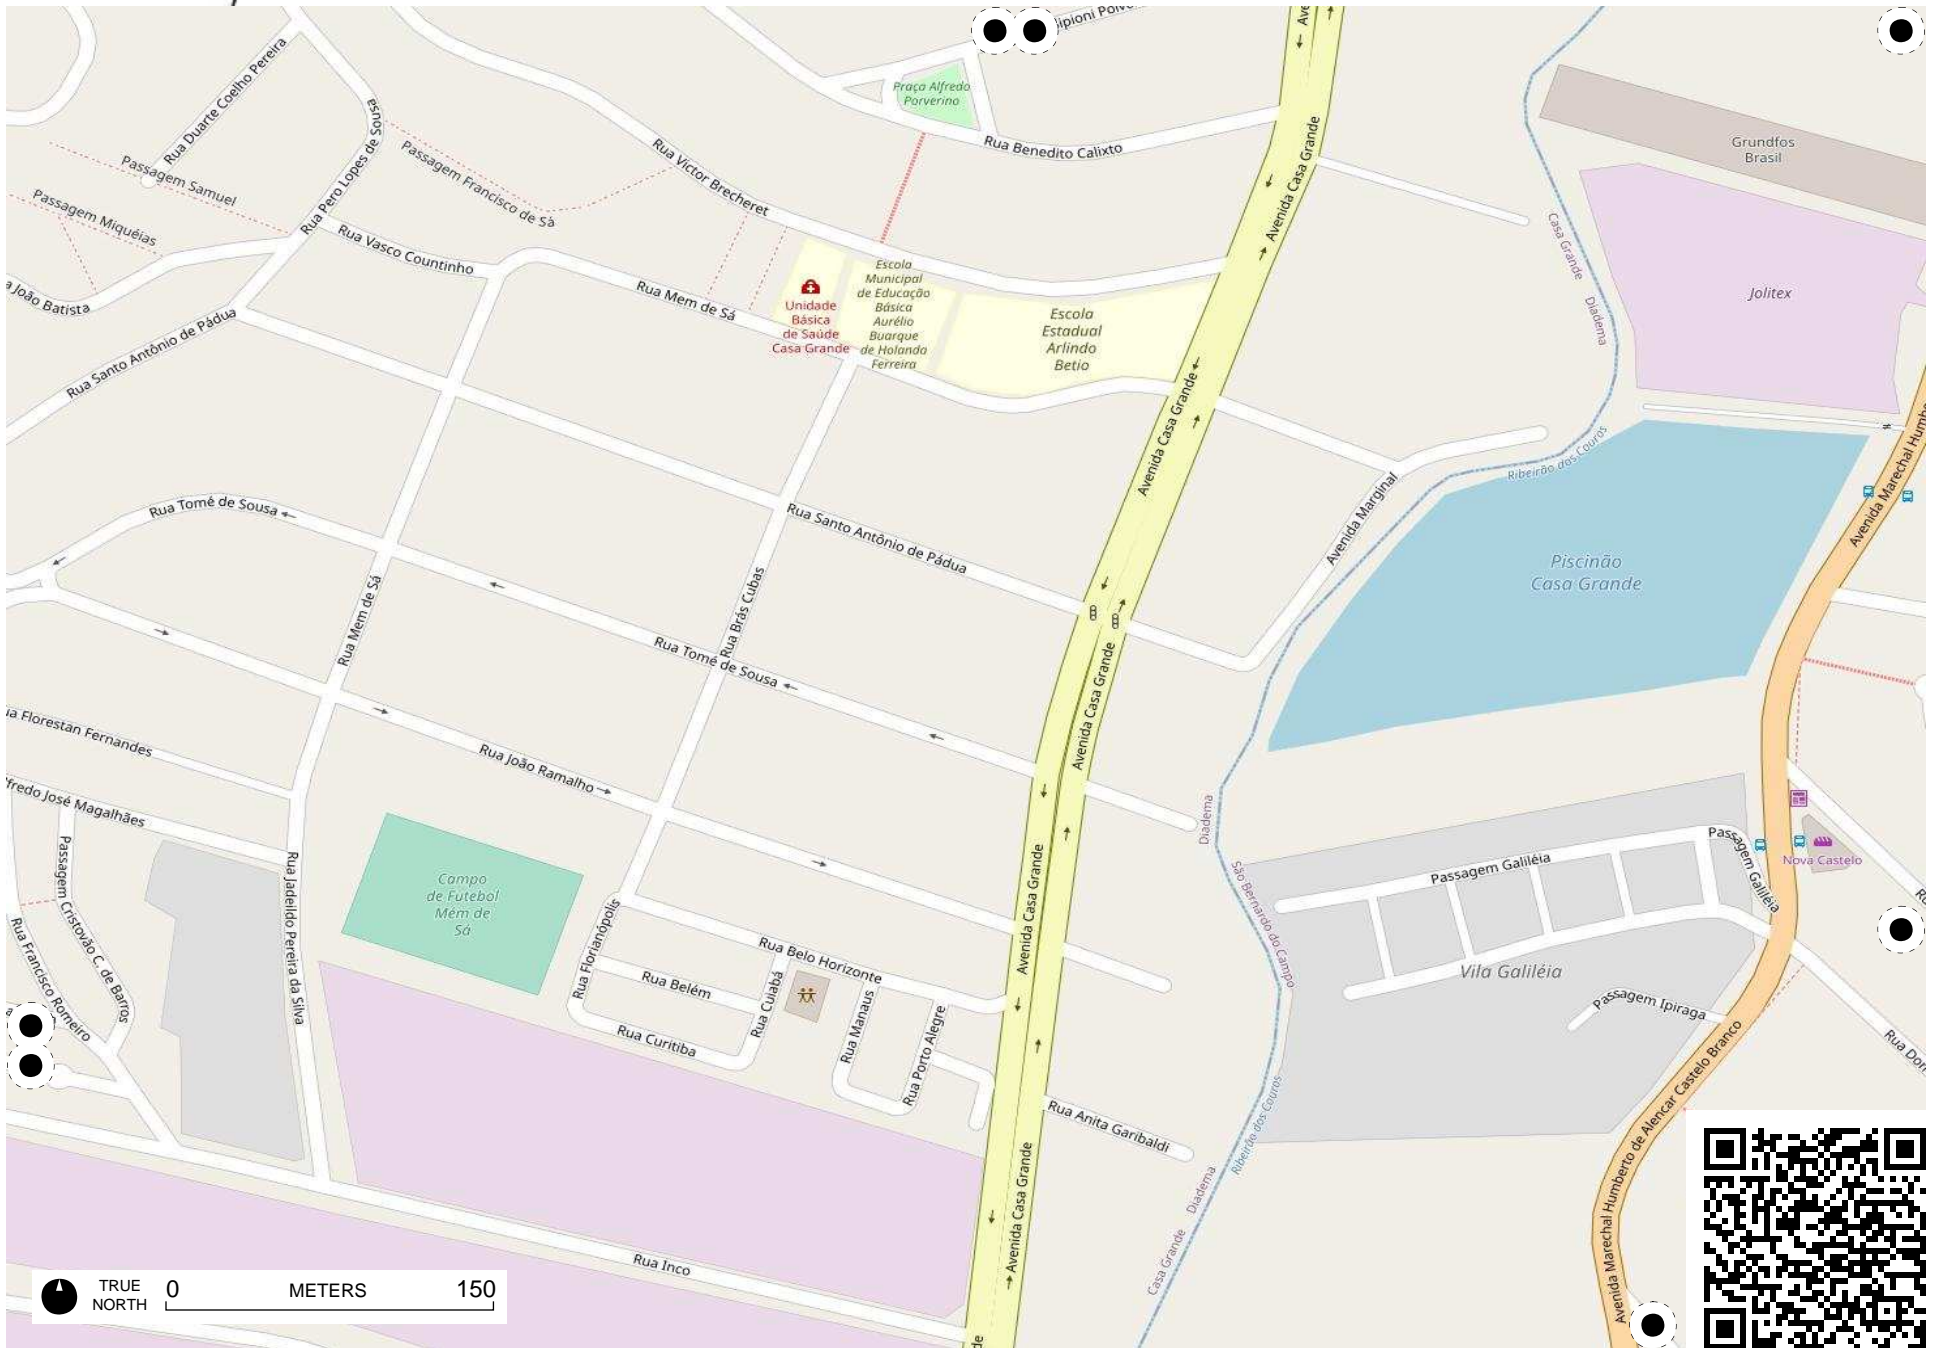 Rua Duarte Coelho Pereira
Rua Pero Lopes de Sousa
Passagem Samuel
Passagem Miquéias
Passagem Francisco de Sá
Rua Victor Brecheret
Praça Alfredo
Porverino
Rua Benedito Calixto
Avenida Casa Grande
Grundfos
Brasil
Jolitex
Casa Grande
Diadema
Rua Vasco Countinho
Rua Mem de Sá
João Batista
Rua Santo Antônio de Pádua
Unidade
Básica
de Saúde
Casa Grande
Escola
Municipal
de Educação
Básica
Aurélio
Buarque
de Holanda
Ferreira
Escola
Estadual
Arlindo
Betio
Avenida Casa Grande
Ribeirão dos Couros
Avenida Marginal
Avenida Marechal Humbe
Rua Tomé de Sousa
Rua Santo Antônio de Pádua
Piscinão
Casa Grande
Rua Mem de Sá
Rua Brás Cubas
Rua Tomé de Sousa
Avenida Casa Grande
Florestan Fernandes
Rua João Ramalho
fredo José Magalhães
Passagem Cristovão C. de Barros
Rua Francisco Romeiro
Rua Jadeildo Pereira da Silva
Campo
de Futebol
Mém de
Sá
Rua Florianópolis
Rua Belo Horizonte
Rua Belém
Rua Cuiabá
Rua Curitiba
Rua Manaus
Rua Porto Alegre
Avenida Casa Grande
Diadema
São Bernardo do Campo
Passagem Galiléia
Passagem Galiléia
Nova Castelo
Vila Galiléia
Passagem Ipiraga
Rua Dom
Rua Anita Garibaldi
Ribeirão dos Couros
Casa Grande
Diadema
Avenida Marechal Humberto de Alencar Castelo Branco
Avenida Casa Grande
Rua Inco
TRUE
NORTH
0 METERS 150